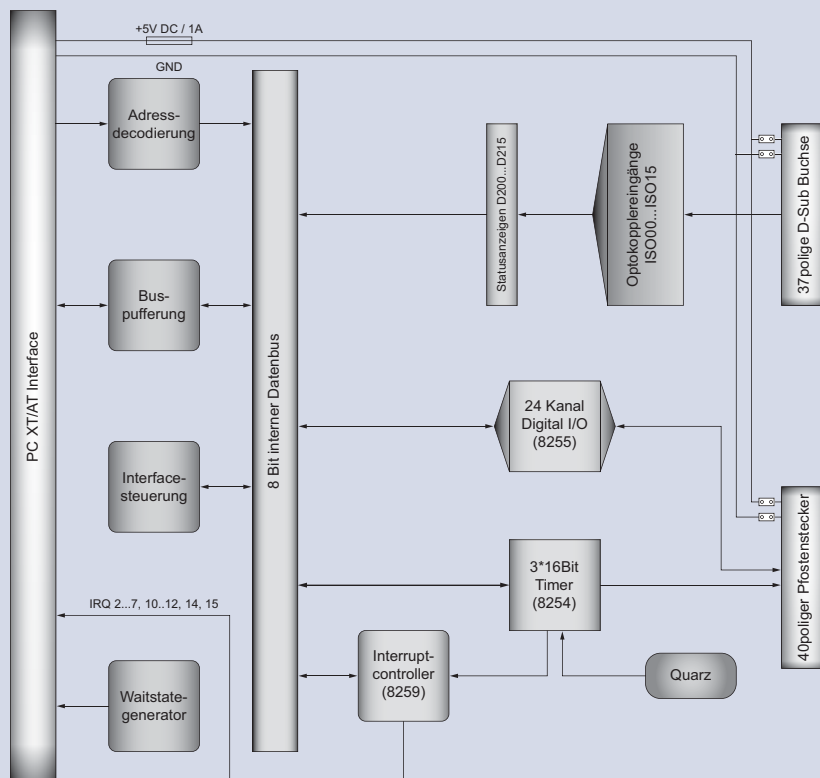 +5V DC / 1A
GND
PC XT/AT Interface
Adress-
decodierung
Bus-
pufferung
Interface-
steuerung
IRQ 2...7, 10..12, 14, 15
Waitstate-
generator
8 Bit interner Datenbus
Statusanzeigen D200...D215
Optokopplereingänge
ISO00...ISO15
37polige D-Sub Buchse
24 Kanal
Digital I/O
(8255)
3*16Bit
Timer
(8254)
Interrupt-
controller
(8259)
Quarz
40poliger Pfostenstecker